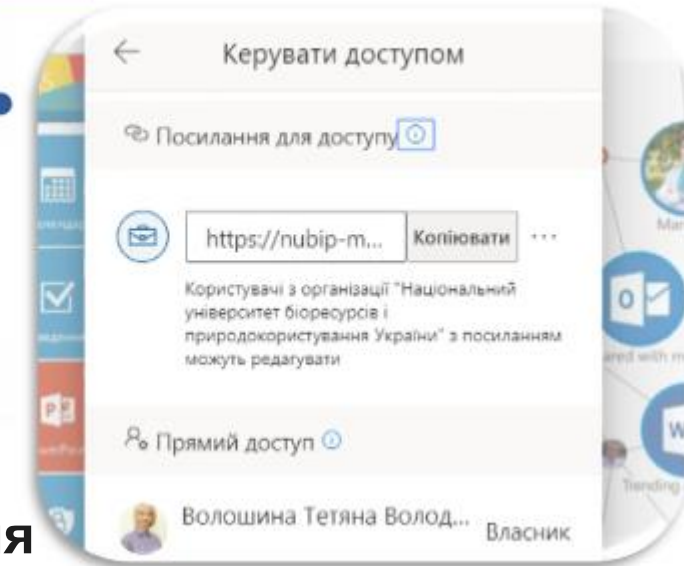 Керувати доступом
Посилання для доступу
https://nubip-m... Копіювати ...
Користувачі з організації "Національний
університет біоресурсів і
природокористування України" з посиланням
можуть редагувати
Прямий доступ
Волошина Тетяна Волод... Власник
я
Trending